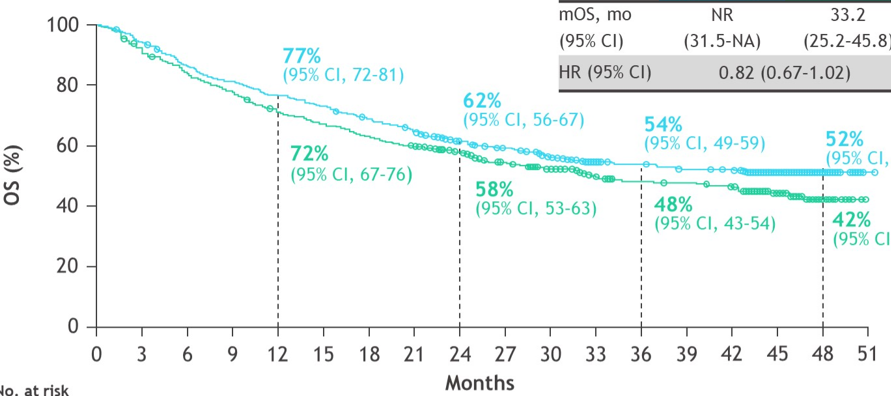 mOS, mo NR 33.2
(95% CI) (31.5-NA) (25.2-45.8)
HR (95% CI) 0.82 (0.67-1.02)
OS (%)
100
80
60
40
20
0
77%
(95% CI, 72-81)
62%
(95% CI, 56-67)
54%
(95% CI, 49-59)
52%
(95% CI,
72%
(95% CI, 67-76)
58%
(95% CI, 53-63)
48%
(95% CI, 43-54)
42%
(95% CI
0 3 6 9 12 15 18 21 24 27 30 33 36 39 42 45 48 51
Months
No. at risk